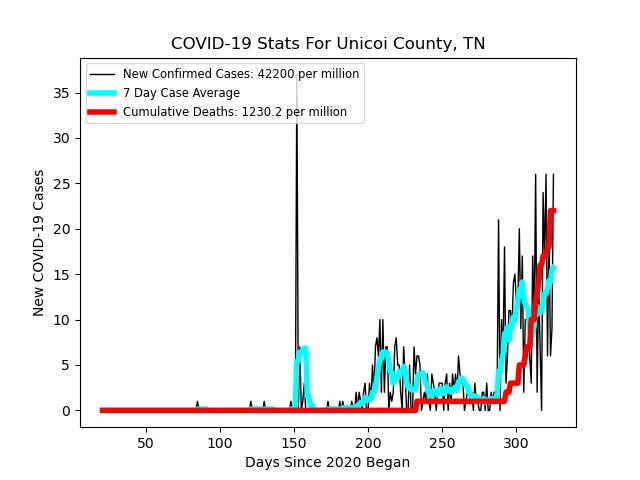 COVID-19 Stats For Unicoi County, TN
New Confirmed Cases: 42200 per million
7 Day Case Average
Cumulative Deaths: 1230.2 per million
New COVID-19 Cases
35
30
25
20
15
10
5
0
50 100 150 200 250 300
Days Since 2020 Began